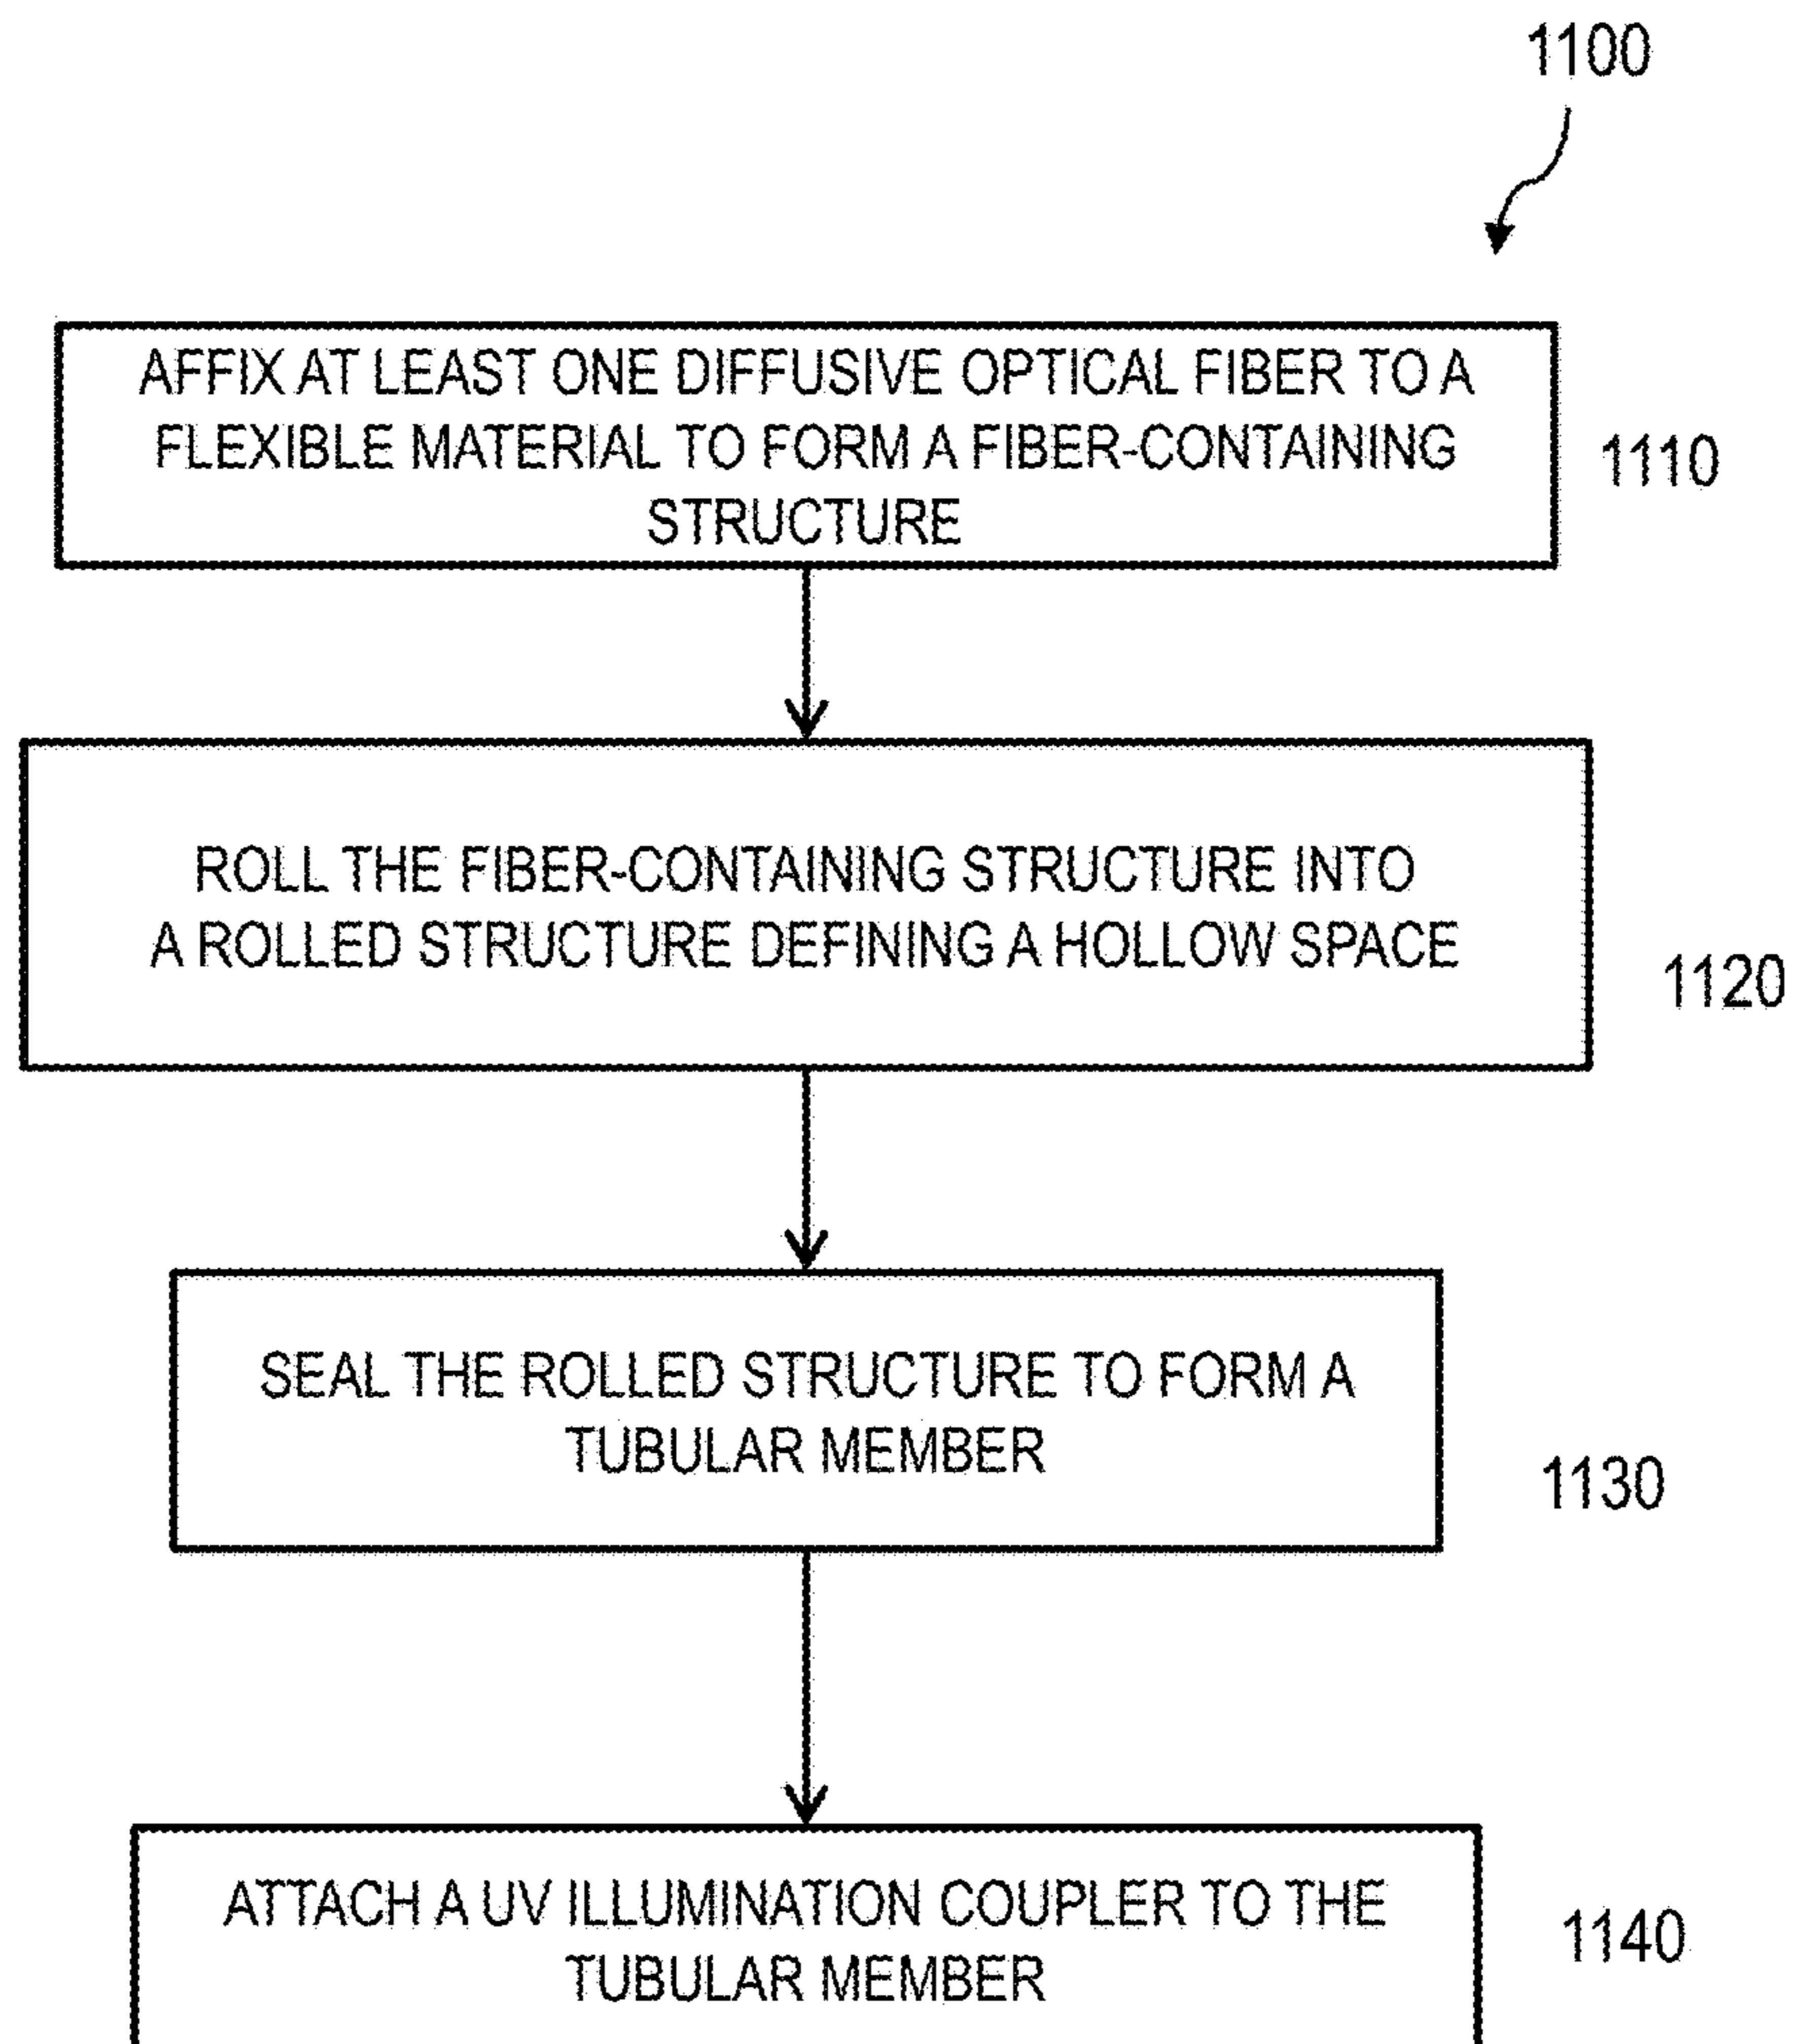 1100
AFFIX AT LEAST ONE DIFFUSIVE OPTICAL FIBER TO A
FLEXIBLE MATERIAL TO FORM A FIBER-CONTAINING
STRUCTURE
1110
ROLL THE FIBER-CONTAINING STRUCTURE INTO
A ROLLED STRUCTURE DEFINING A HOLLOW SPACE
1120
SEAL THE ROLLED STRUCTURE TO FORM A
TUBULAR MEMBER
1130
ATTACH A UV ILLUMINATION COUPLER TO THE
TUBULAR MEMBER
1140